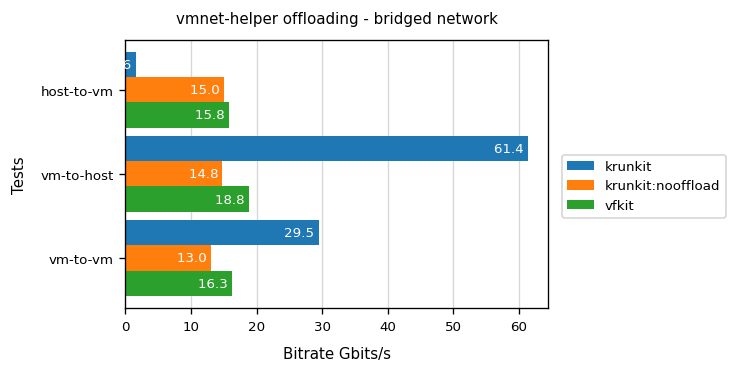 vmnet-helper offloading - bridged network
Tests
host-to-vm
6
15.0
15.8
vm-to-host
61.4
14.8
18.8
vm-to-vm
29.5
13.0
16.3
0 10 20 30 40 50 60
Bitrate Gbits/s
krunkit
krunkit:nooffload
vfkit